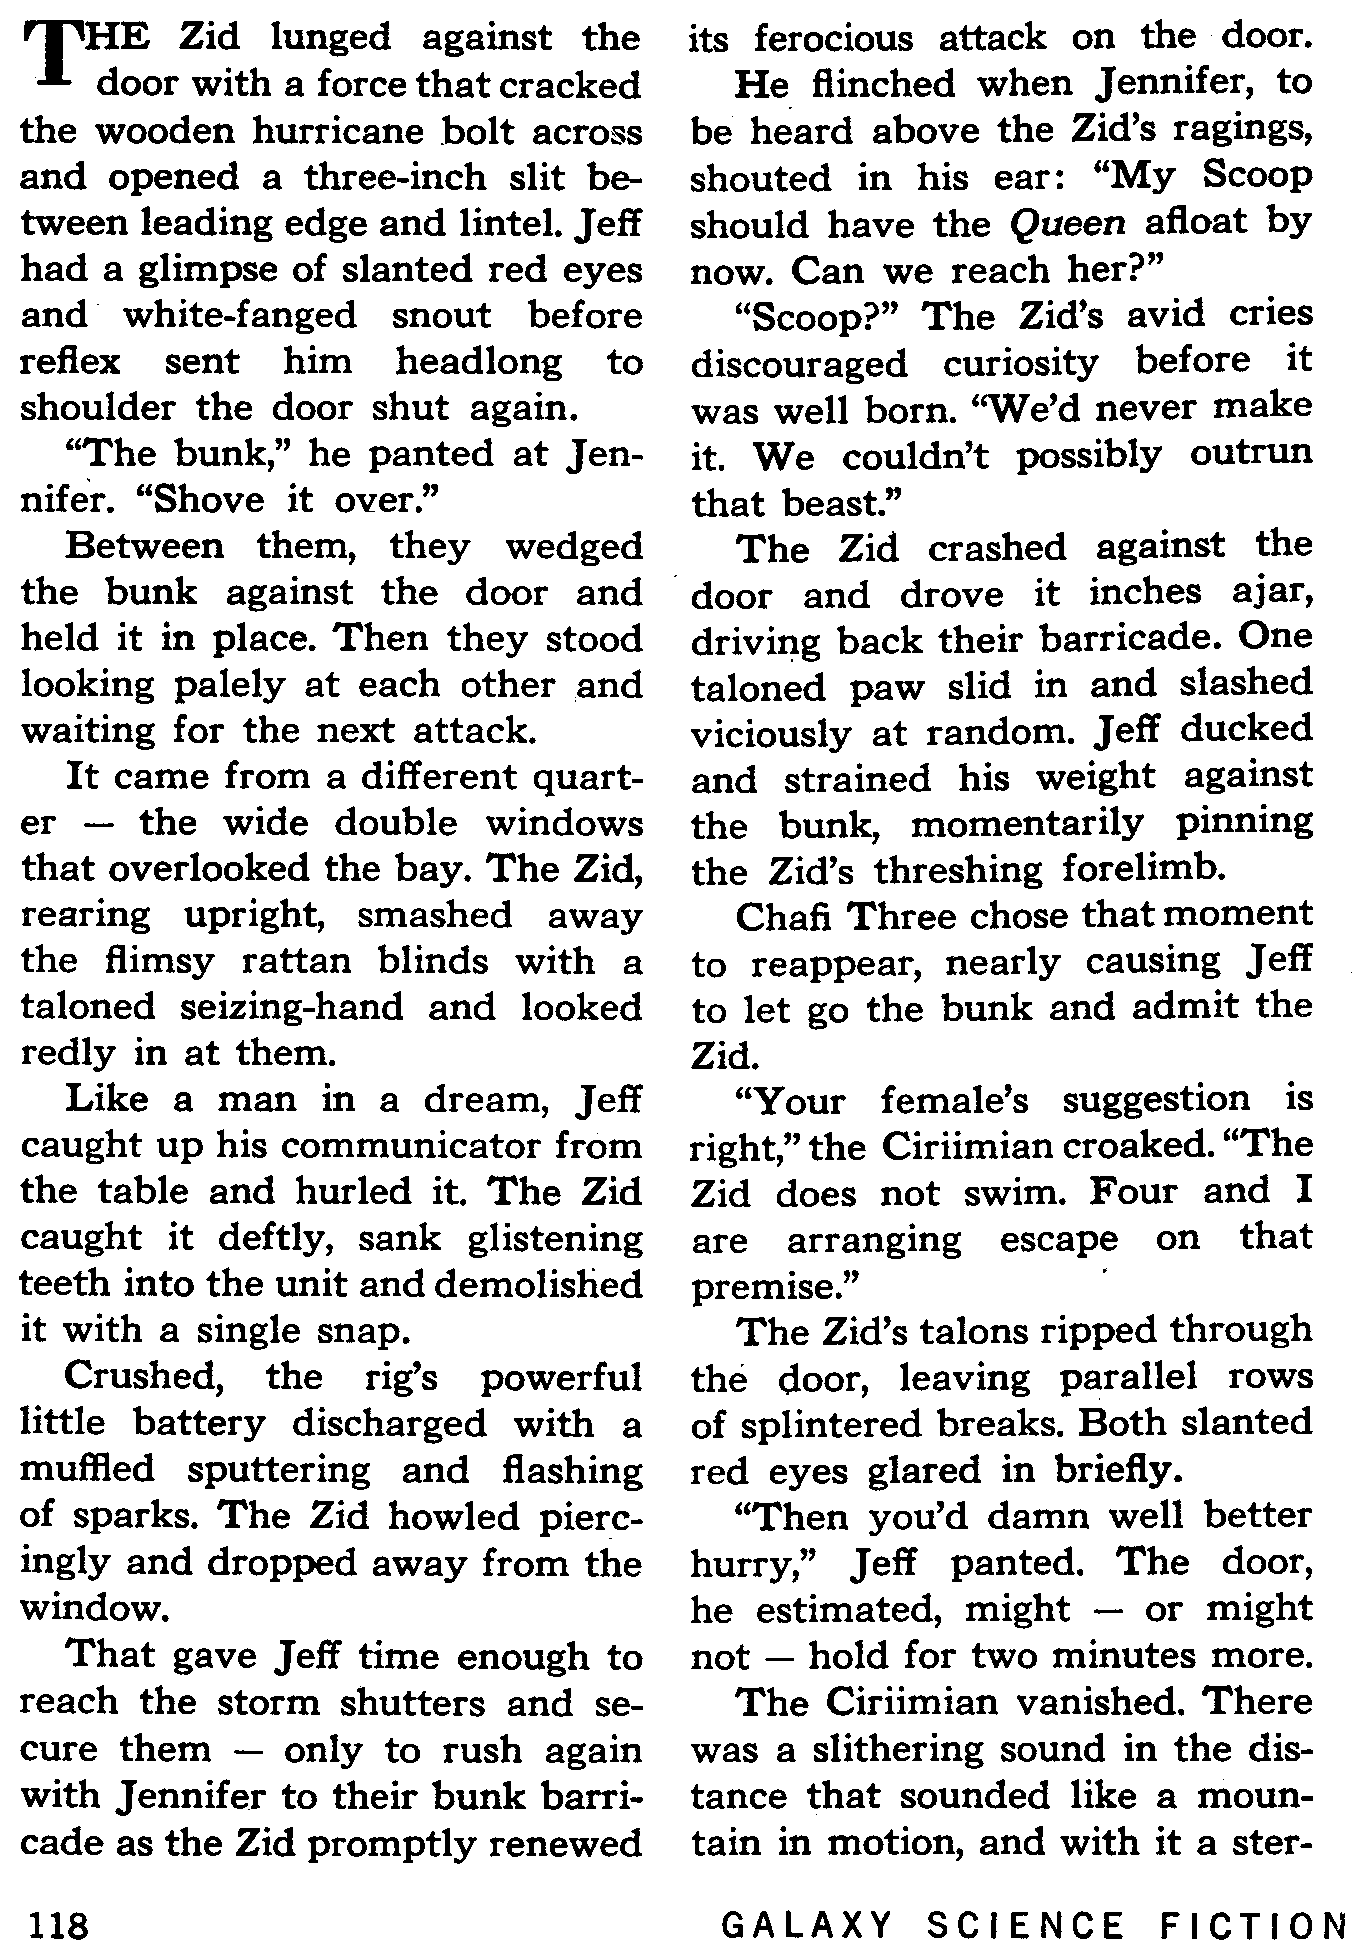 THE Zid lunged against the
door with a force that cracked
the wooden hurricane bolt across
and opened a three-inch slit be-
tween leading edge and lintel. Jeff
had a glimpse of slanted red eyes
and white-fanged snout before
reflex sent him headlong to
shoulder the door shut again.
“The bunk,” he panted at Jen-
nifer. “Shove it over.”
Between them, they wedged
the bunk against the door and
held it in place. Then they stood
looking palely at each other and
waiting for the next attack.
It came from a different quart-
er — the wide double windows
that overlooked the bay. The Zid,
rearing upright, smashed away
the flimsy rattan blinds with a
taloned seizing-hand and looked
redly in at them.
Like a man in a dream, Jeff
caught up his communicator from
the table and hurled it. The Zid
caught it deftly, sank glistening
teeth into the unit and demolished
it with a single snap.
Crushed, the rig’s powerful
little battery discharged with a
muffled sputtering and flashing
of sparks. The Zid howled pierc-
ingly and dropped away from the
window.
That gave Jeff time enough to
reach the storm shutters and se-
cure them — only to rush again
with Jennifer to their bunk barri-
cade as the Zid promptly renewed
its ferocious attack on the door.
He flinched when Jennifer, to
be heard above the Zid’s ragings,
shouted in his ear: “My Scoop
should have the Queen afloat by
now. Can we reach her?”
“Scoop?” The Zid’s avid cries
discouraged curiosity before it
was well born. “We’d never make
it. We couldn’t possibly outrun
that beast.”
The Zid crashed against the
door and drove it inches ajar,
driving back their barricade. One
taloned paw slid in and slashed
viciously at random. Jeff ducked
and strained his weight against
the bunk, momentarily pinning
the Zid’s threshing forelimb.
Chafi Three chose that moment
to reappear, nearly causing Jeff
to let go the bunk and admit the
Zid.
“Your female’s suggestion is
right,” the Ciriimian croaked. “The
Zid does not swim. Four and I
are arranging escape on that
premise.”
The Zid’s talons ripped through
the door, leaving parallel rows
of splintered breaks. Both slanted
red eyes glared in briefly.
“Then you’d damn well better
hurry,” Jeff panted. The door,
he estimated, might — or might
not — hold for two minutes more.
The Ciriimian vanished. There
was a slithering sound in the dis-
tance that sounded like a moun-
tain in motion, and with it a ster-
118
GALAXY SCIENCE FICTION